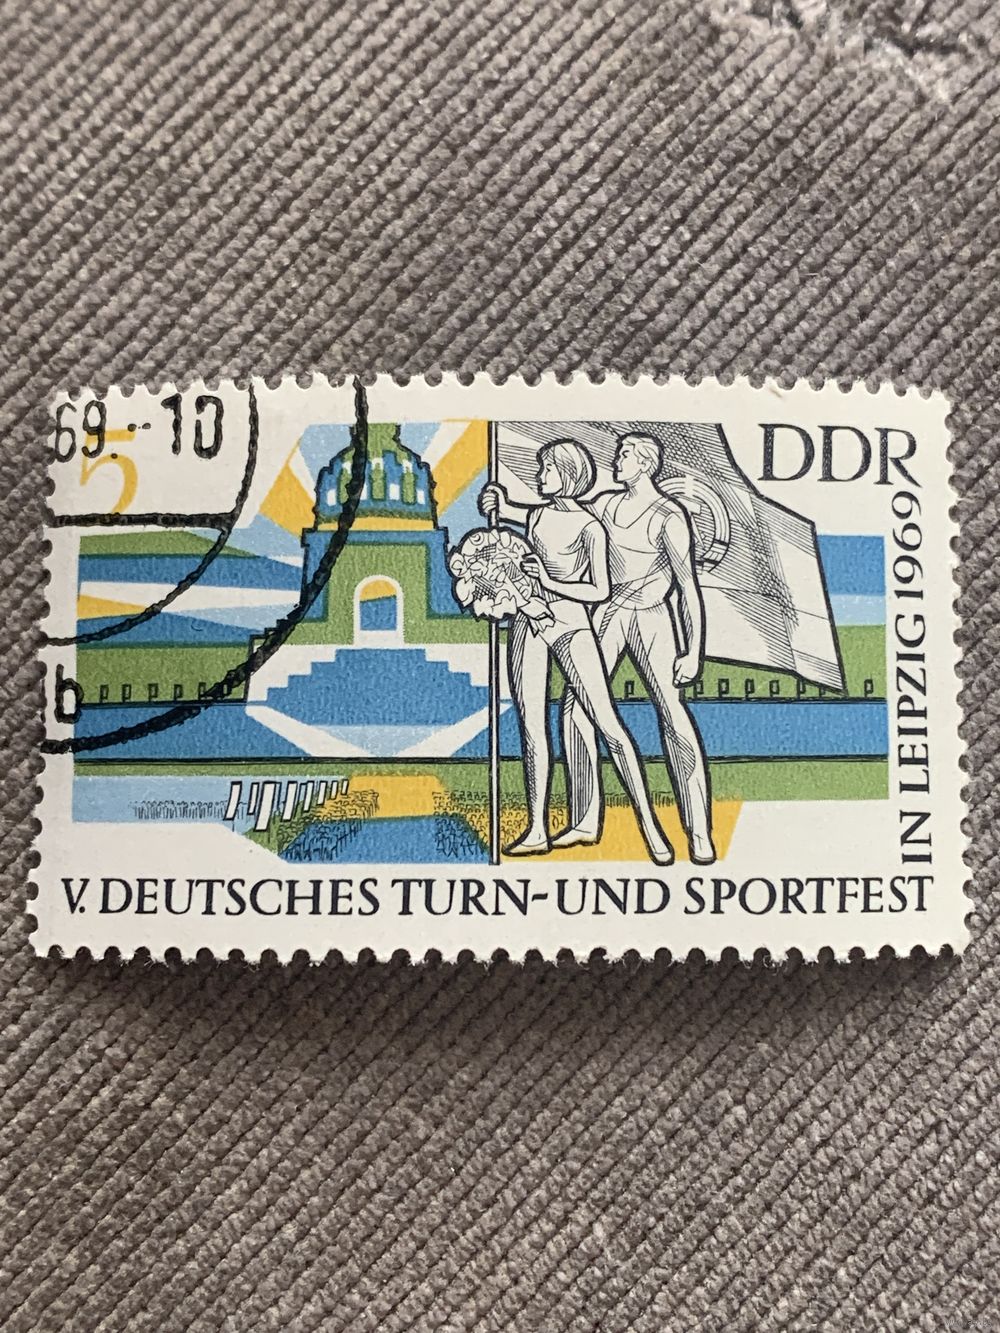 69.-10
5
DDR
b
V. DEUTSCHES TURN-UND SPORTFEST
IN LEIPZIG 1969